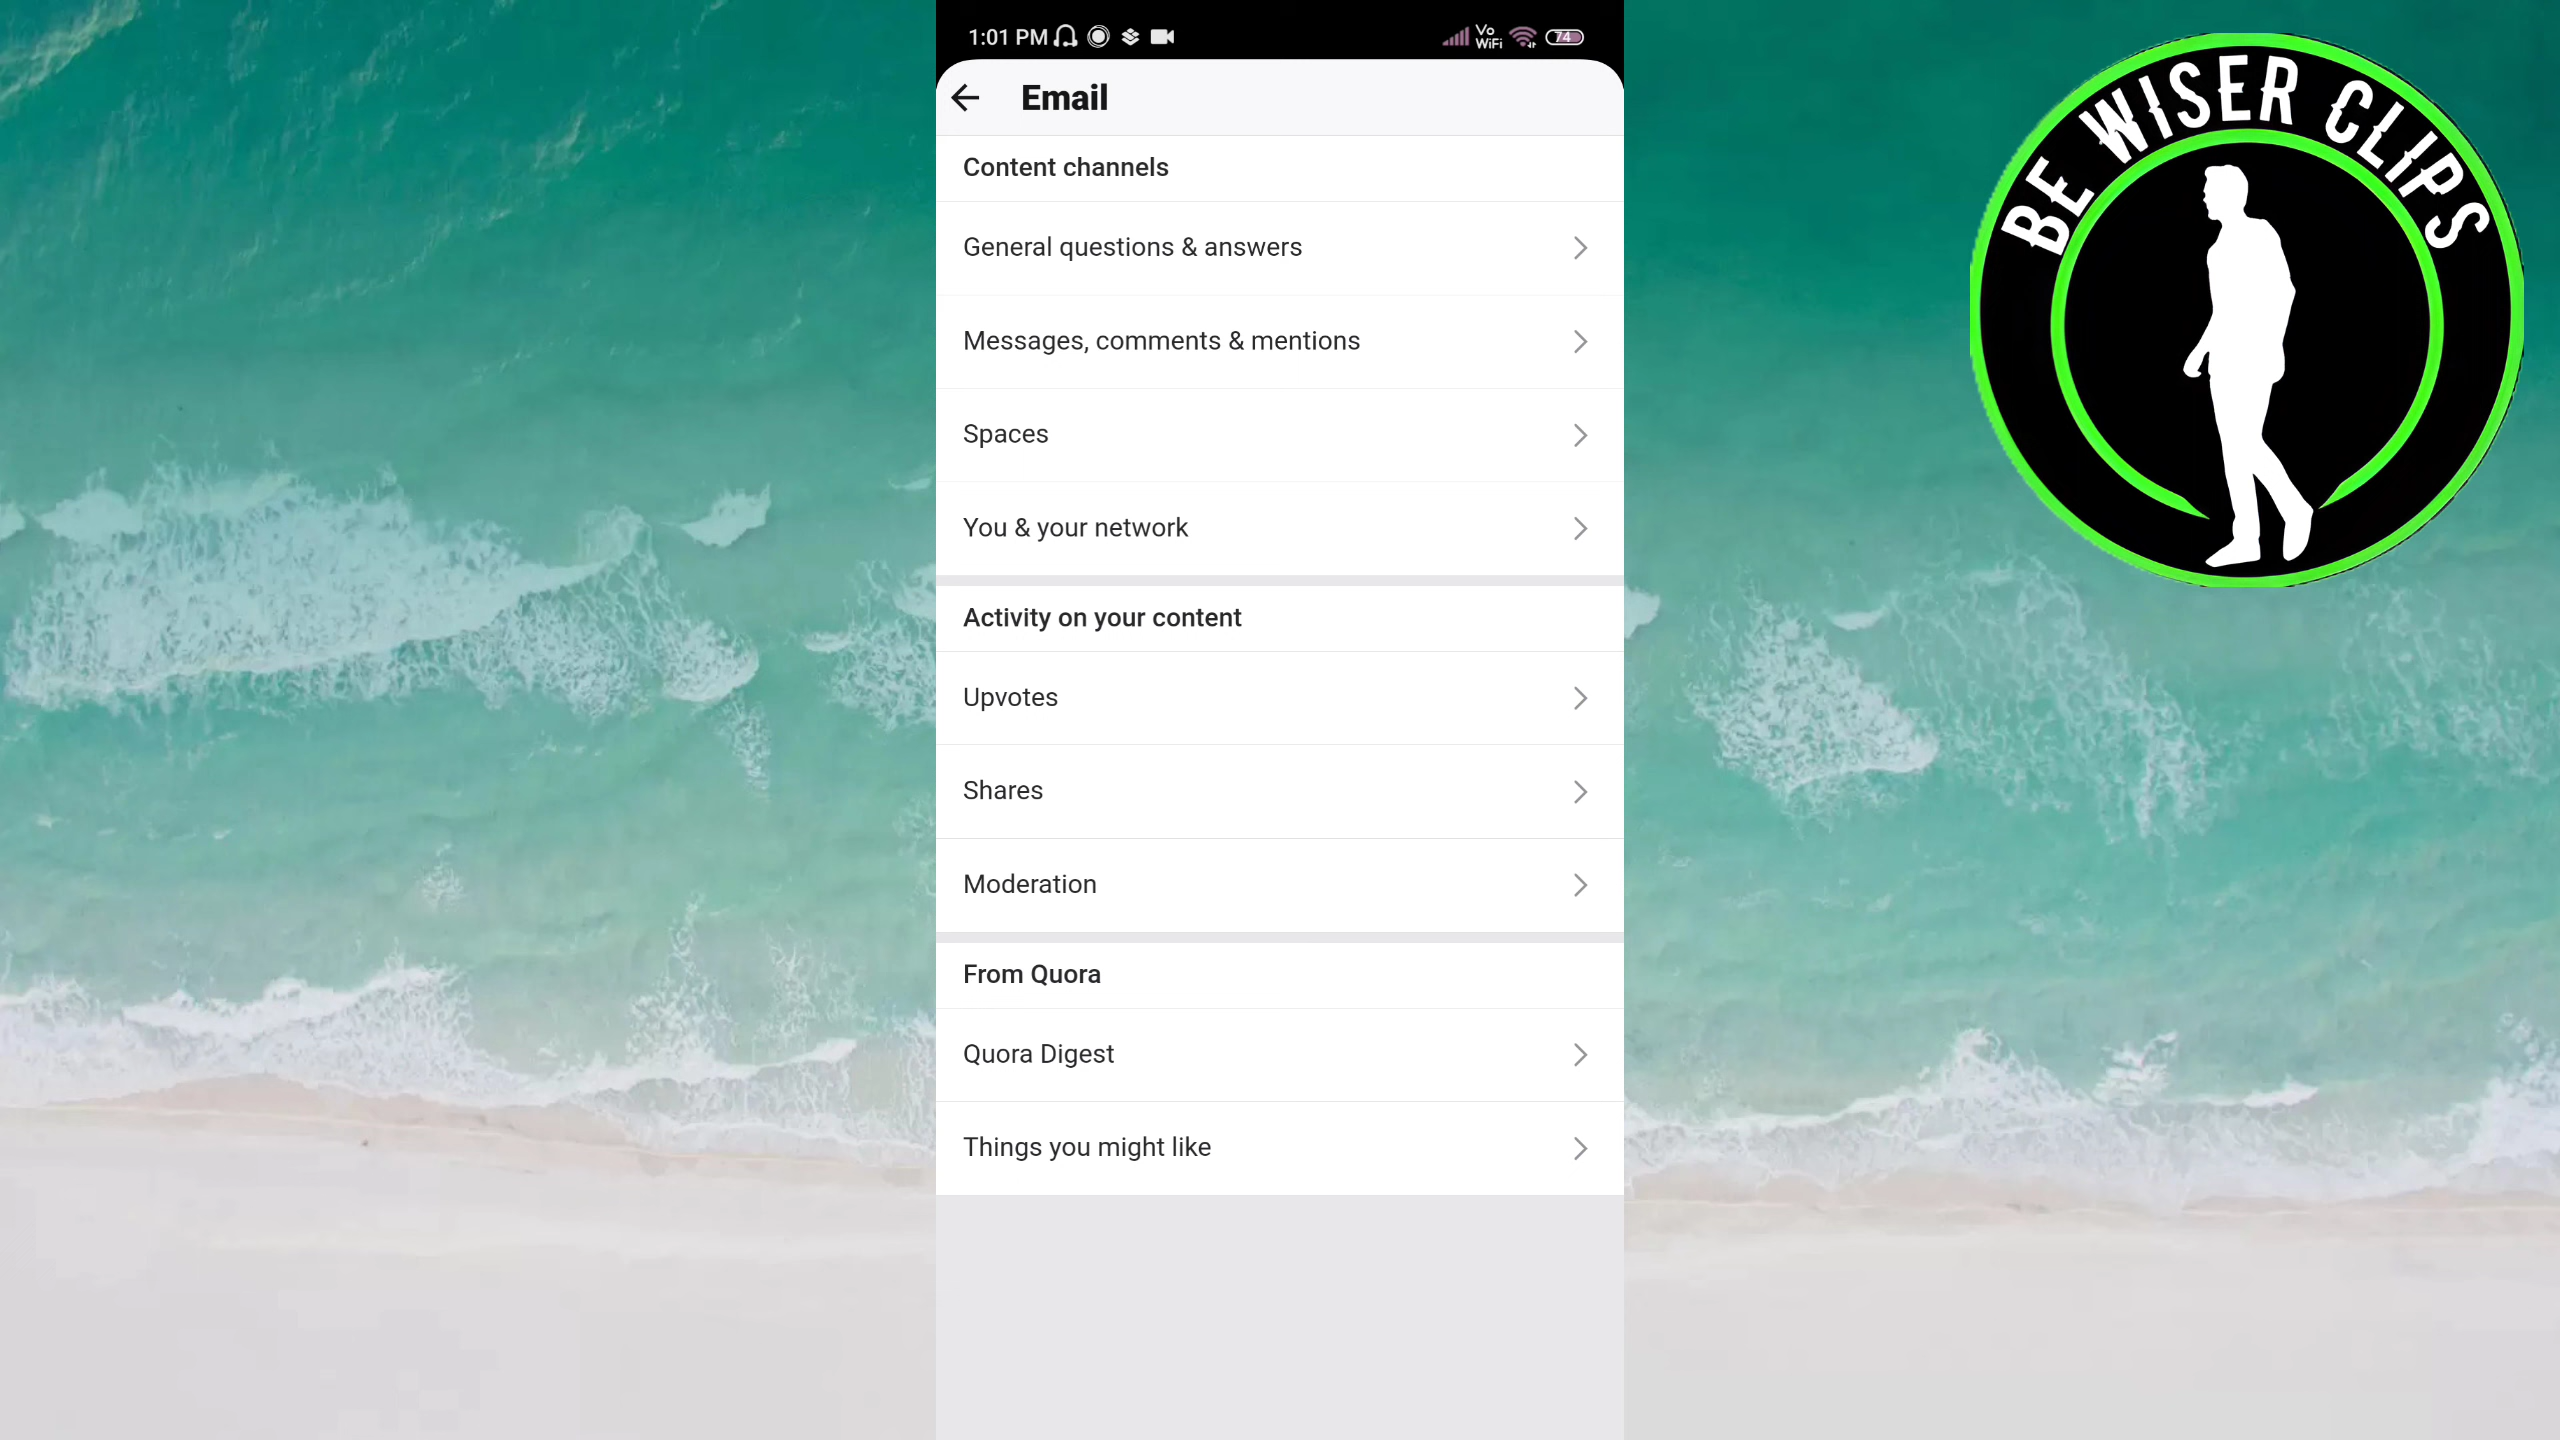 1:01 PM
Vo
WiFi
74
Email
Content channels
General questions & answers
Messages, comments & mentions
Spaces
You & your network
Activity on your content
Upvotes
Shares
Moderation
From Quora
Quora Digest
Things you might like
BE WISER CLIPS